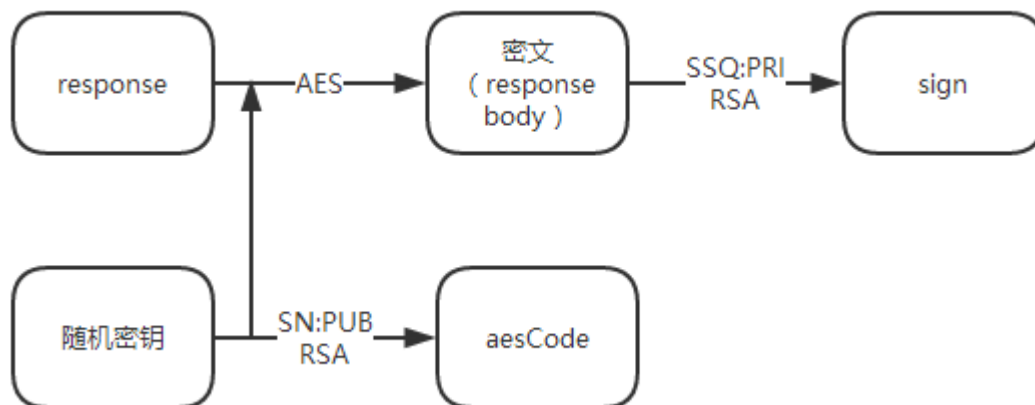 response
AES
密文
（response
body）
SSQ:PRI
RSA
sign
随机密钥
SN:PUB
RSA
aesCode